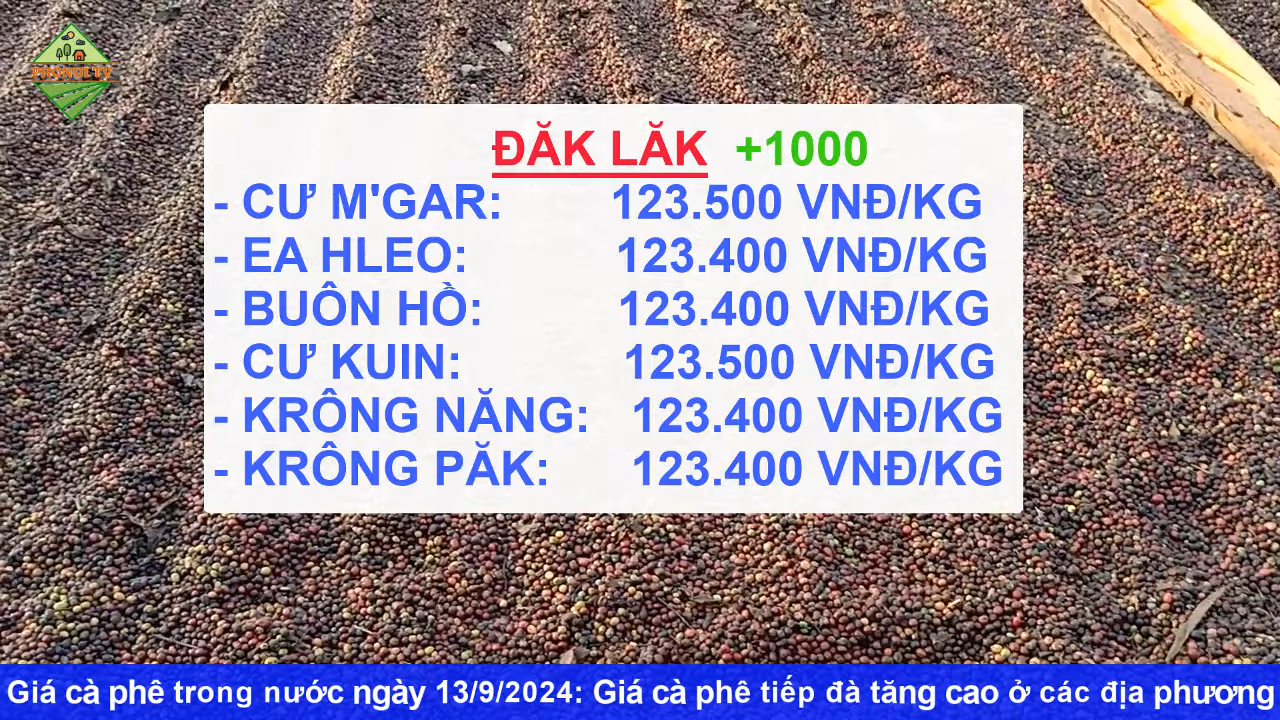 PHONUI TV
ĐĂK LĂK +1000
- CƯ M'GAR: 123.500 VNĐ/KG
- EA HLEO: 123.400 VNĐ/KG
- BUÔN HỒ: 123.400 VNĐ/KG
- CƯ KUIN: 123.500 VNĐ/KG
- KRÔNG NĂNG: 123.400 VNĐ/KG
- KRÔNG PĂK: 123.400 VNĐ/KG
Giá cà phê trong nước ngày 13/9/2024: Giá cà phê tiếp đà tăng cao ở các địa phương